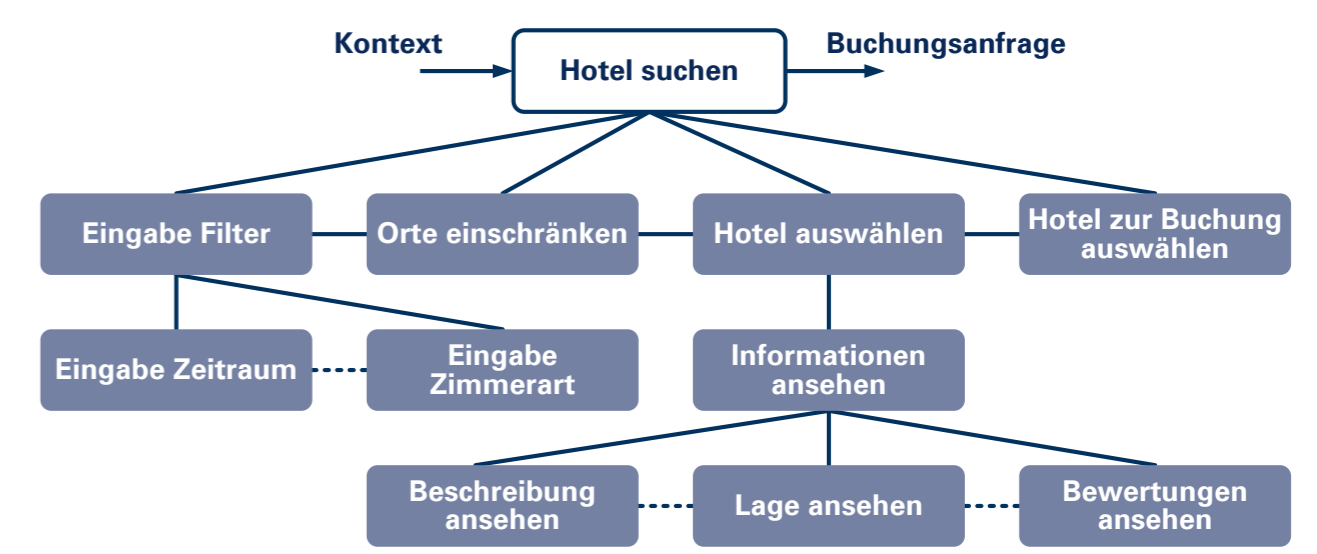 Kontext
Hotel suchen
Buchungsanfrage
Eingabe Filter
Orte einschränken
Hotel auswählen
Hotel zur Buchung
auswählen
Eingabe Zeitraum
Eingabe
Zimmerart
Informationen
ansehen
Beschreibung
ansehen
Lage ansehen
Bewertungen
ansehen